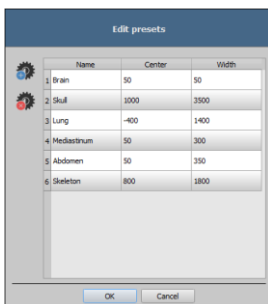 Edit presets
Name Center Width
1 Brain 50 50
2 Skull 1000 3500
3 Lung -400 1400
4 Mediastinum 50 300
5 Abdomen 50 350
6 Skeleton 800 1800
OK Cancel